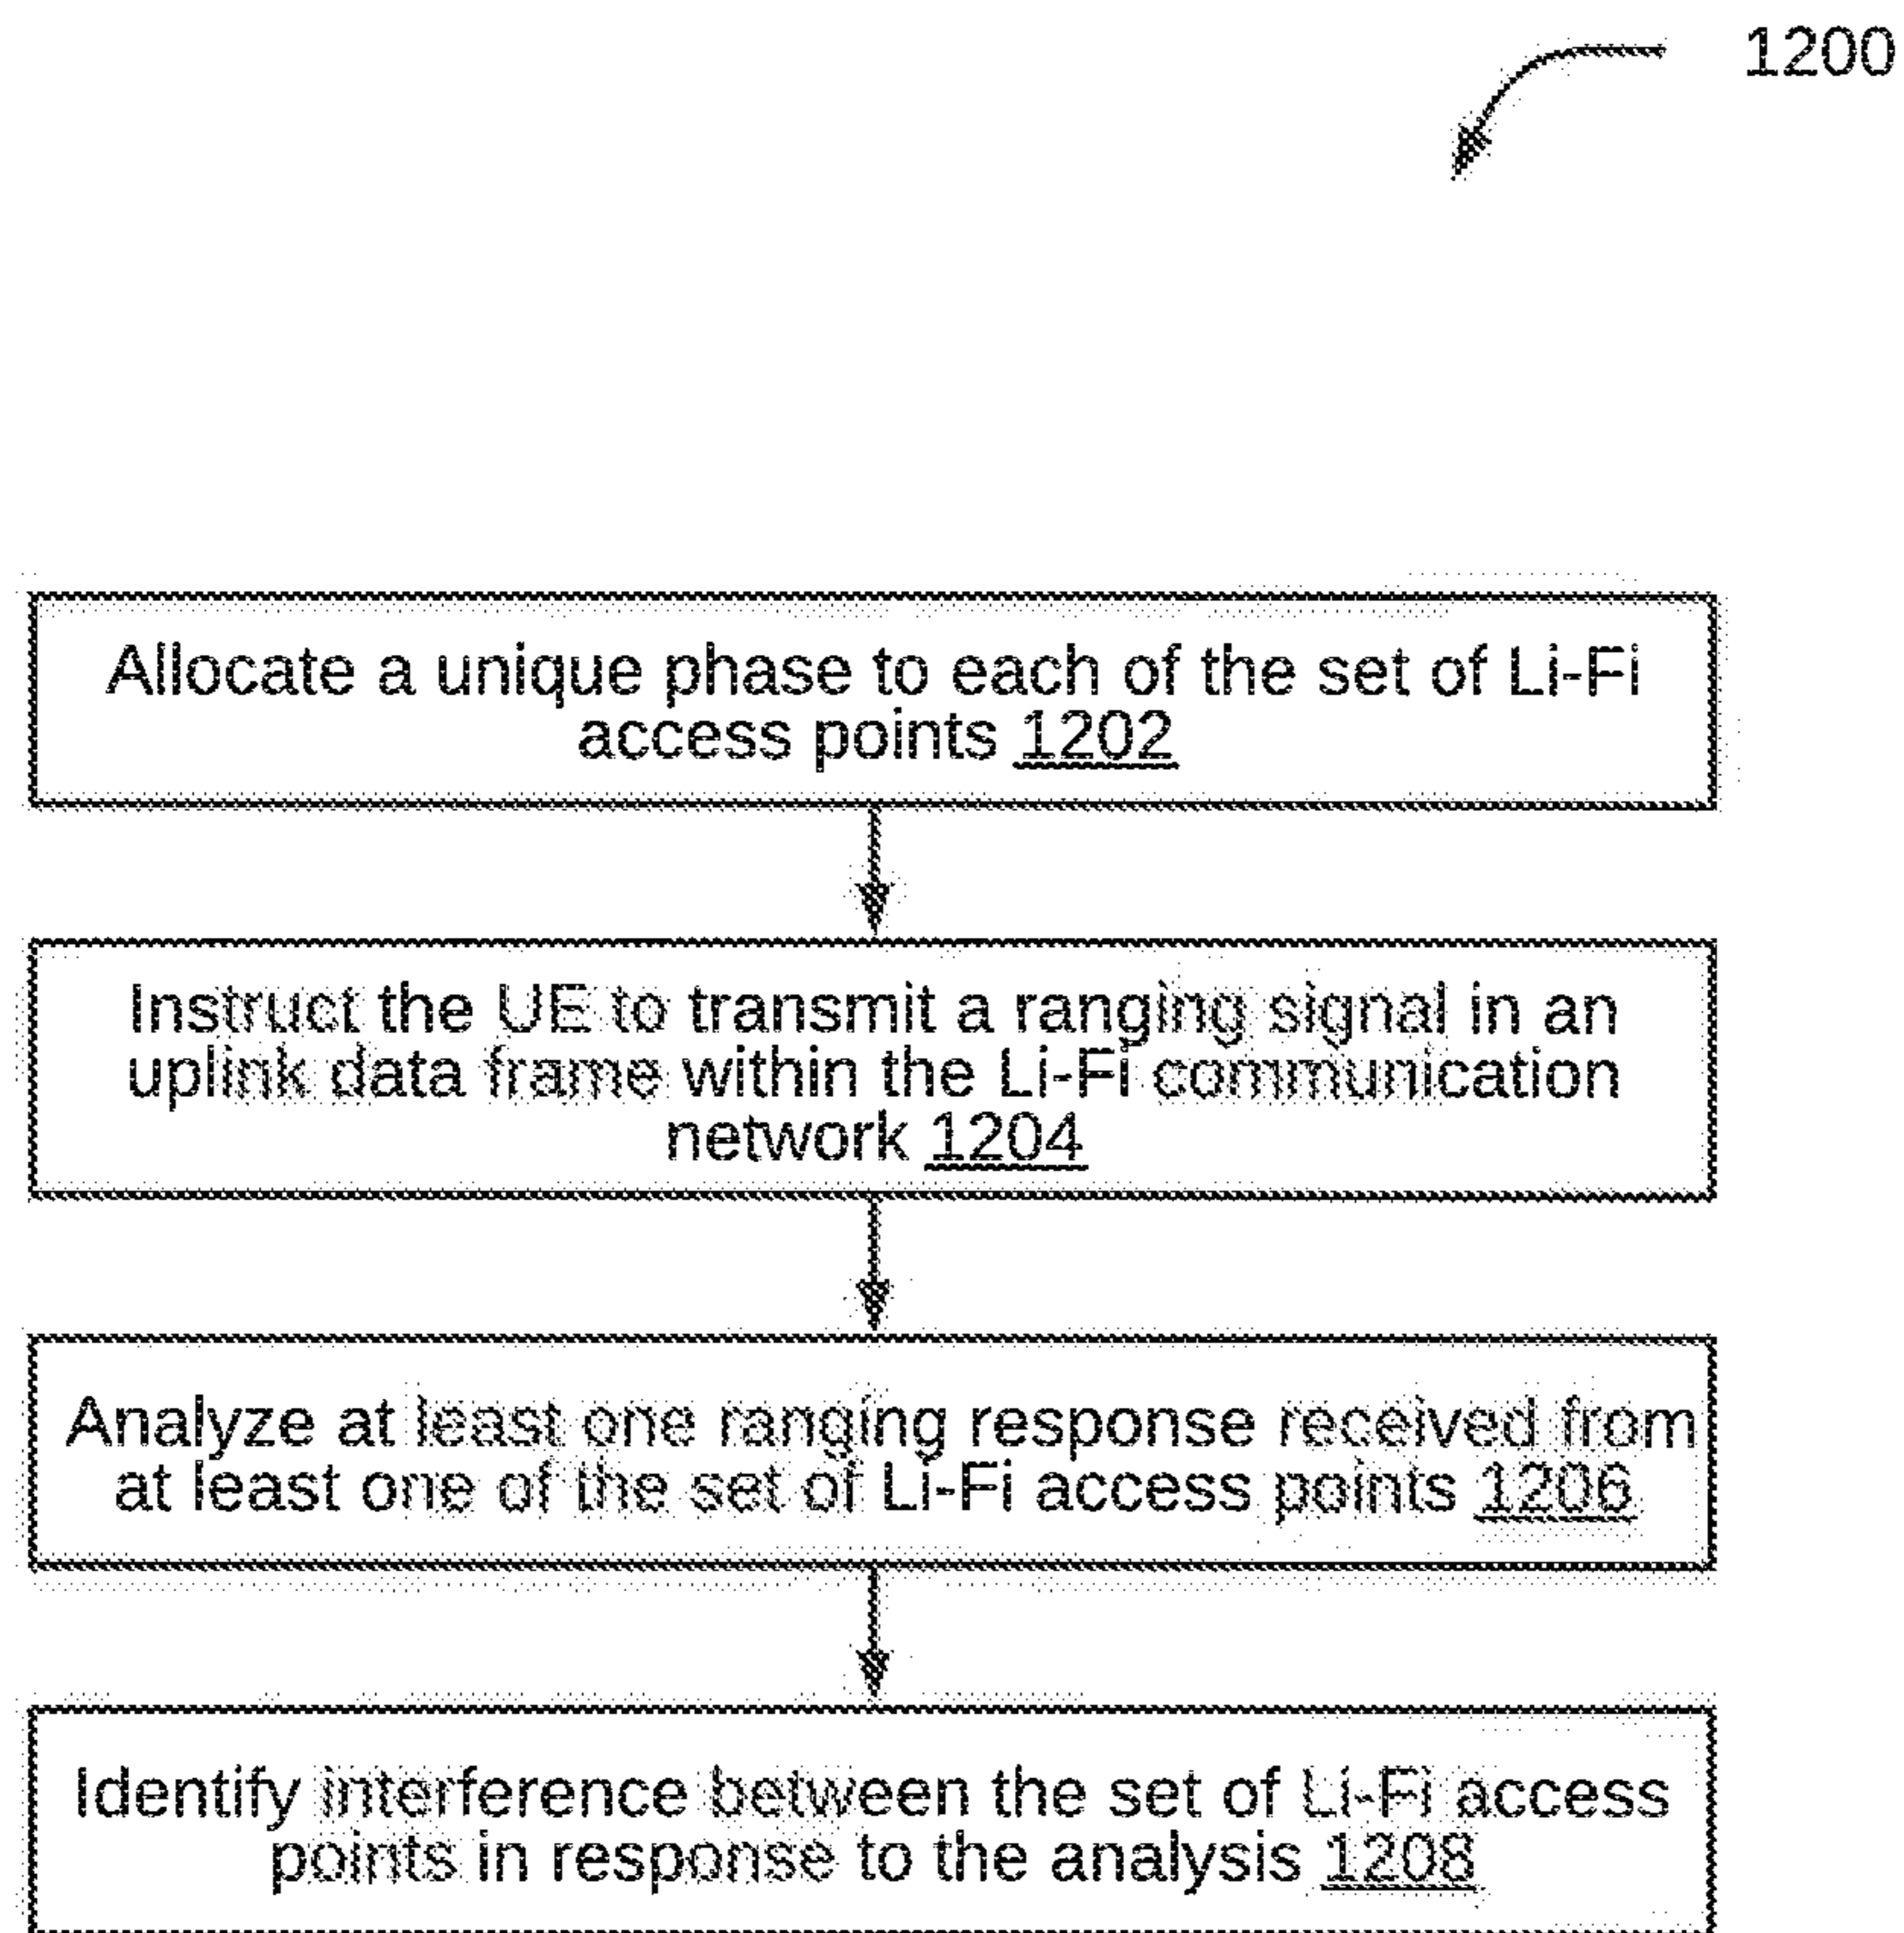 1200
Allocate a unique phase to each of the set of Li-Fi
access points 1202
Instruct the UE to transmit a ranging signal in an
uplink data frame within the Li-Fi communication
network 1204
Analyze at least one ranging response received from
at least one of the set of Li-Fi access points 1206
Identify interference between the set of Li-Fi access
points in response to the analysis 1208